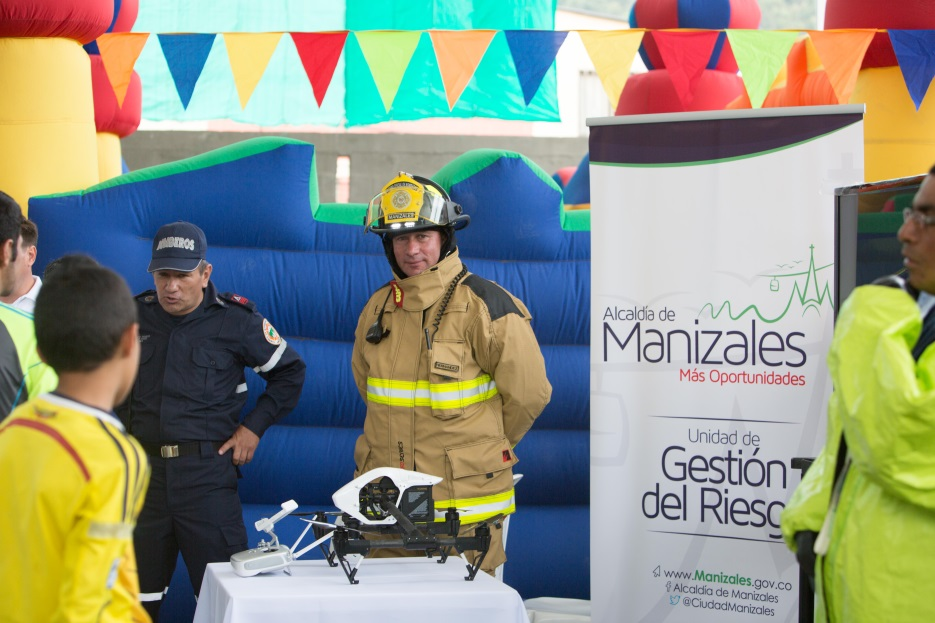 BOMBEROS
MANIZALES
Alcaldía de
Manizales
Más Oportunidades
Unidad de
Gestión
del Riesgo
www.Manizales.gov.co
Alcaldía de Manizales
@CiudadManizales